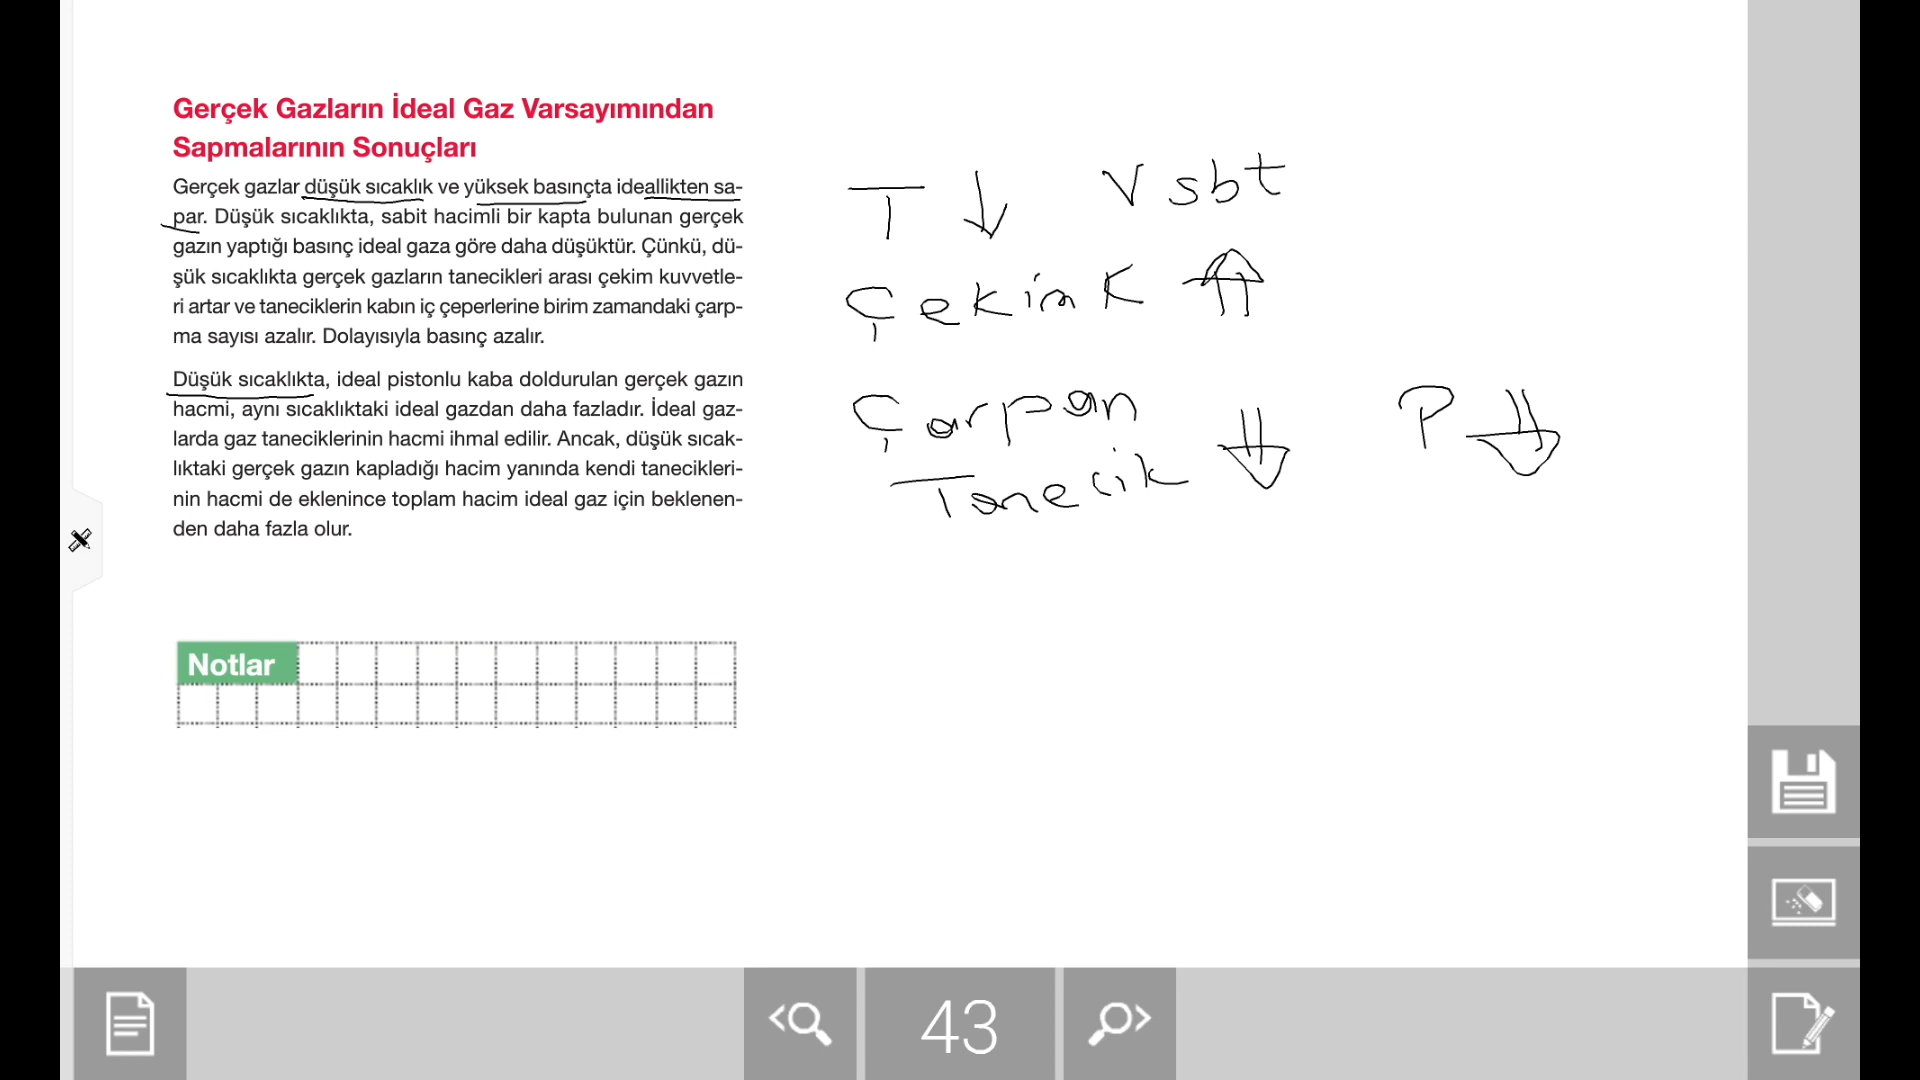 Gerçek Gazların İdeal Gaz Varsayımından
Sapmalarının Sonuçları
Gerçek gazlar düşük sıcaklık ve yüksek basınçta ideallikten sa-
par. Düşük sıcaklıkta, sabit hacimli bir kapta bulunan gerçek
gazın yaptığı basınç ideal gaza göre daha düşüktür. Çünkü, dü-
şük sıcaklıkta gerçek gazların tanecikleri arası çekim kuvvetle-
ri artar ve taneciklerin kabın iç çeperlerine birim zamandaki çarp-
ma sayısı azalır. Dolayısıyla basınç azalır.
Düşük sıcaklıkta, ideal pistonlu kaba doldurulan gerçek gazın
hacmi, aynı sıcaklıktaki ideal gazdan daha fazladır. İdeal gaz-
larda gaz taneciklerinin hacmi ihmal edilir. Ancak, düşük sıcak-
lıktaki gerçek gazın kapladığı hacim yanında kendi tanecikleri-
nin hacmi de eklenince toplam hacim ideal gaz için beklenen-
den daha fazla olur.
Notlar
T ↓ V sbt
Çekim K ⇑
Çarpan
Tanecik ⇓ P ⇓
43